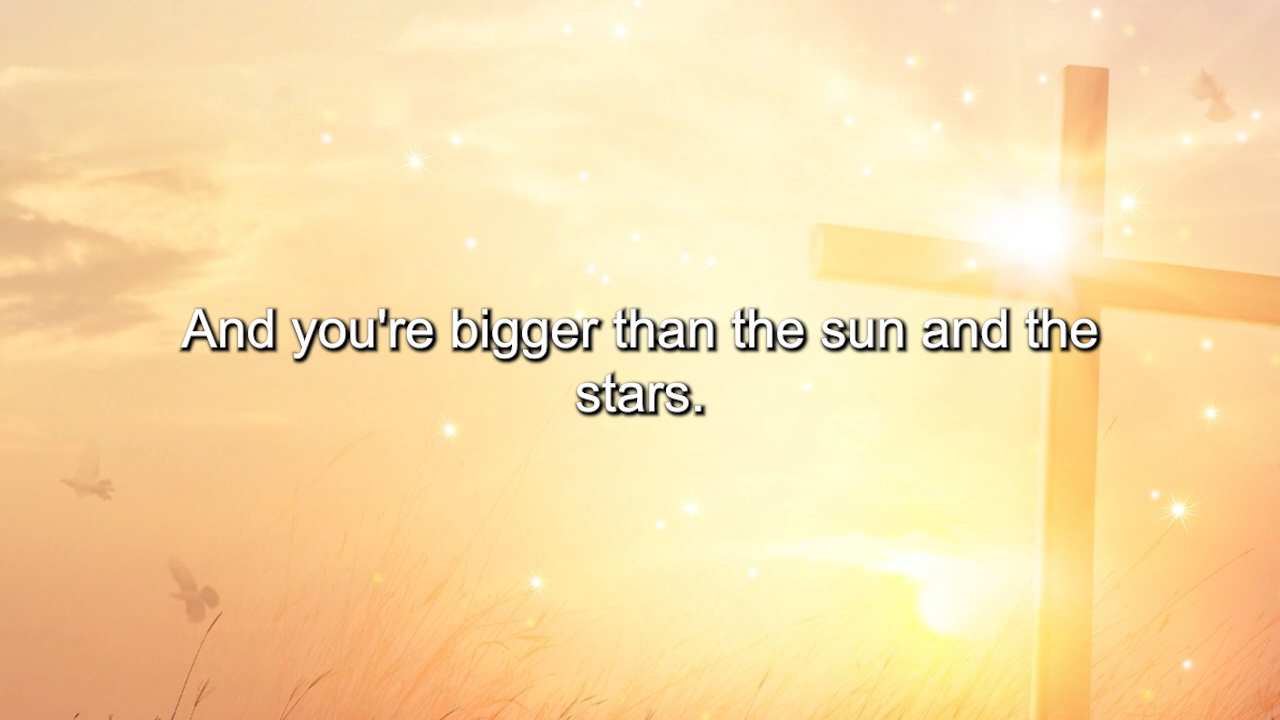 And you're bigger than the sun and the
stars.